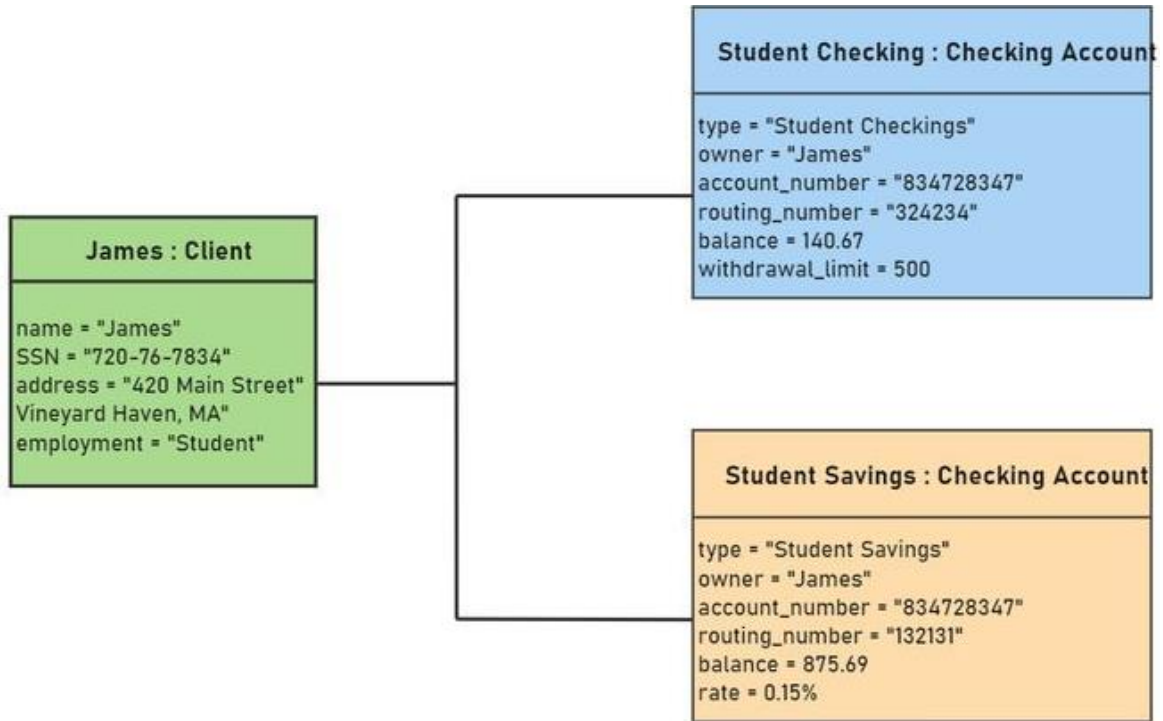 Student Checking : Checking Account
type = "Student Checkings"
owner = "James"
account_number = "834728347"
routing_number = "324234"
balance = 140.67
withdrawal_limit = 500
James : Client
name = "James"
SSN = "720-76-7834"
address = "420 Main Street"
Vineyard Haven, MA"
employment = "Student"
Student Savings : Checking Account
type = "Student Savings"
owner = "James"
account_number = "834728347"
routing_number = "132131"
balance = 875.69
rate = 0.15%